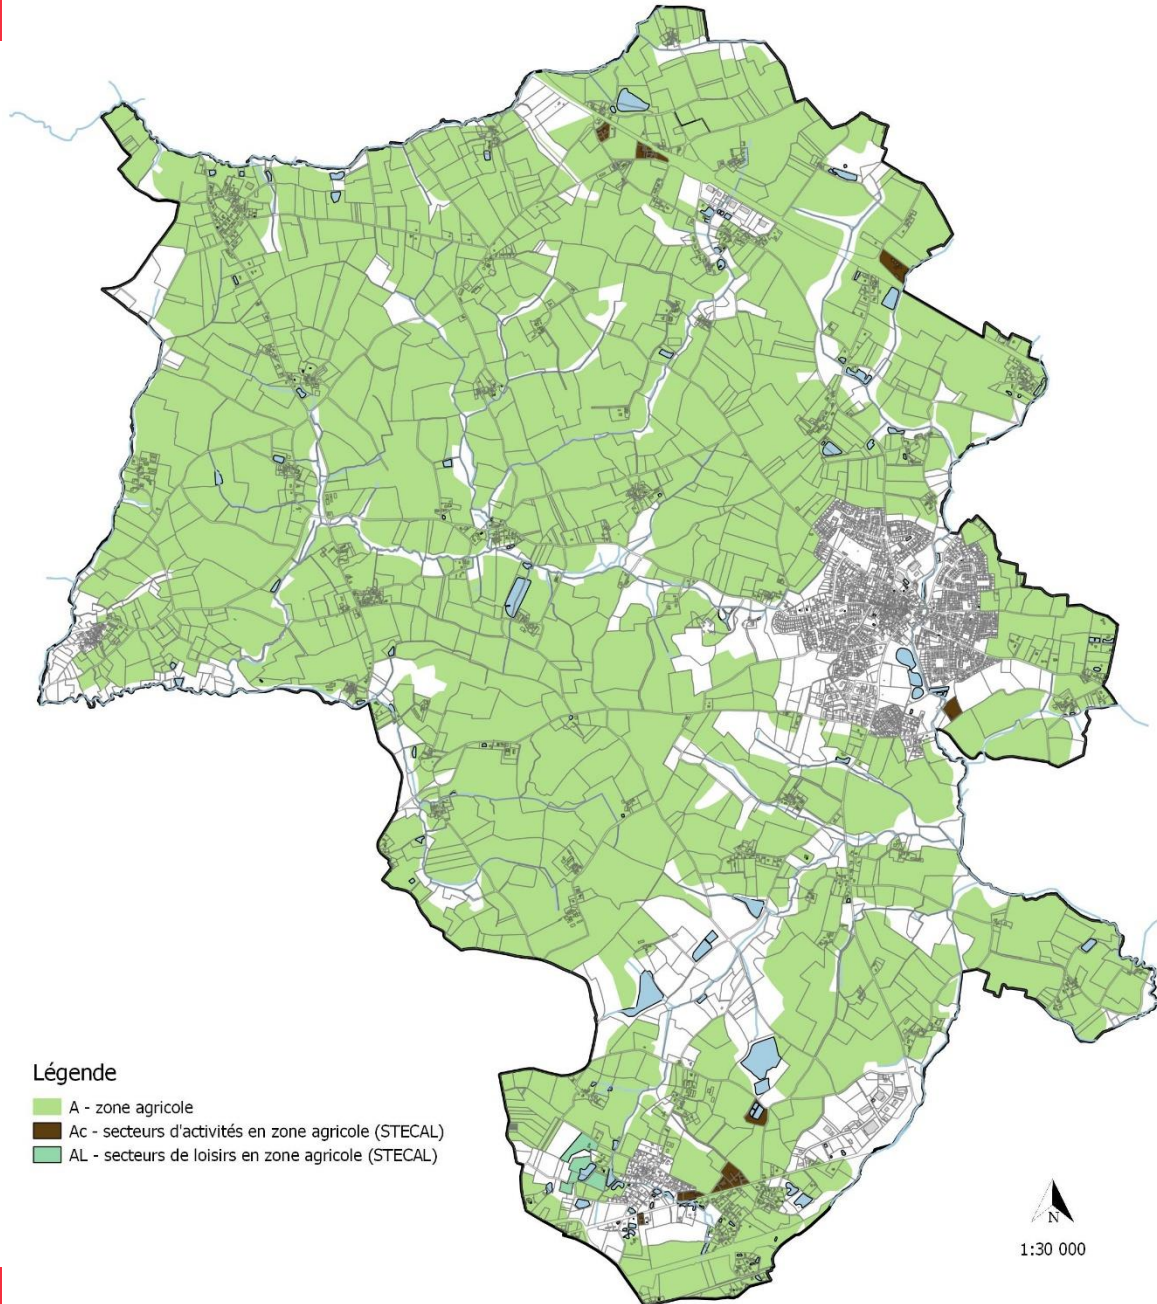 Légende
A - zone agricole
Ac - secteurs d'activités en zone agricole (STECAL)
AL - secteurs de loisirs en zone agricole (STECAL)
N
1:30 000